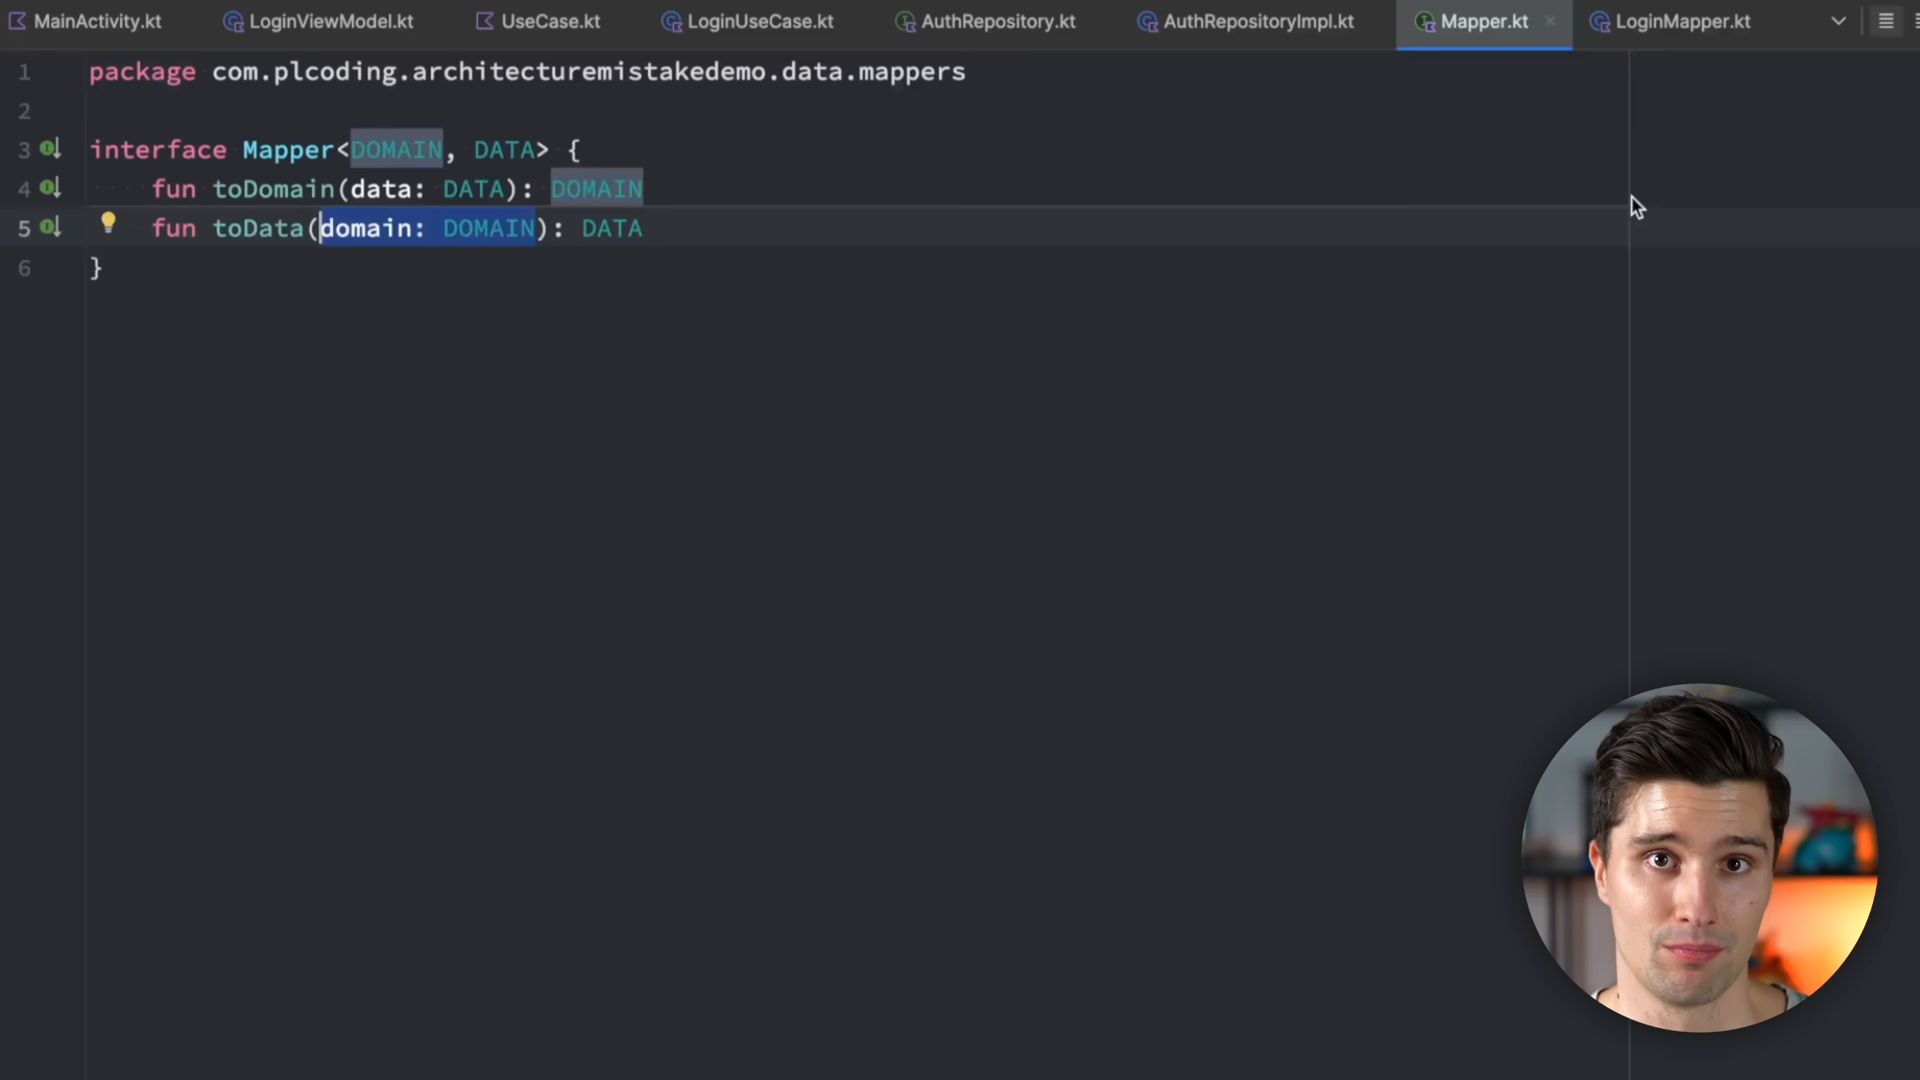 MainActivity.kt LoginViewModel.kt UseCase.kt LoginUseCase.kt AuthRepository.kt AuthRepositoryImpl.kt Mapper.kt LoginMapper.kt
1 package com.plcoding.architecturemistakedemo.data.mappers
2
3 interface Mapper<DOMAIN, DATA> {
4 fun toDomain(data: DATA): DOMAIN
5 fun toData(domain: DOMAIN): DATA
6 }